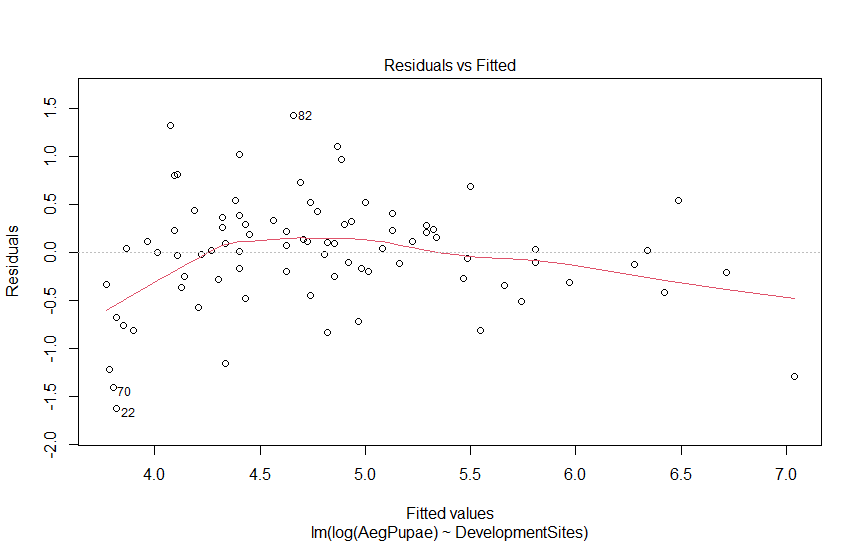 Residuals vs Fitted
Residuals
1.5
1.0
0.5
0.0
-0.5
-1.0
-1.5
-2.0
82
70
22
4.0 4.5 5.0 5.5 6.0 6.5 7.0
Fitted values
lm(log(AegPupae) ~ DevelopmentSites)